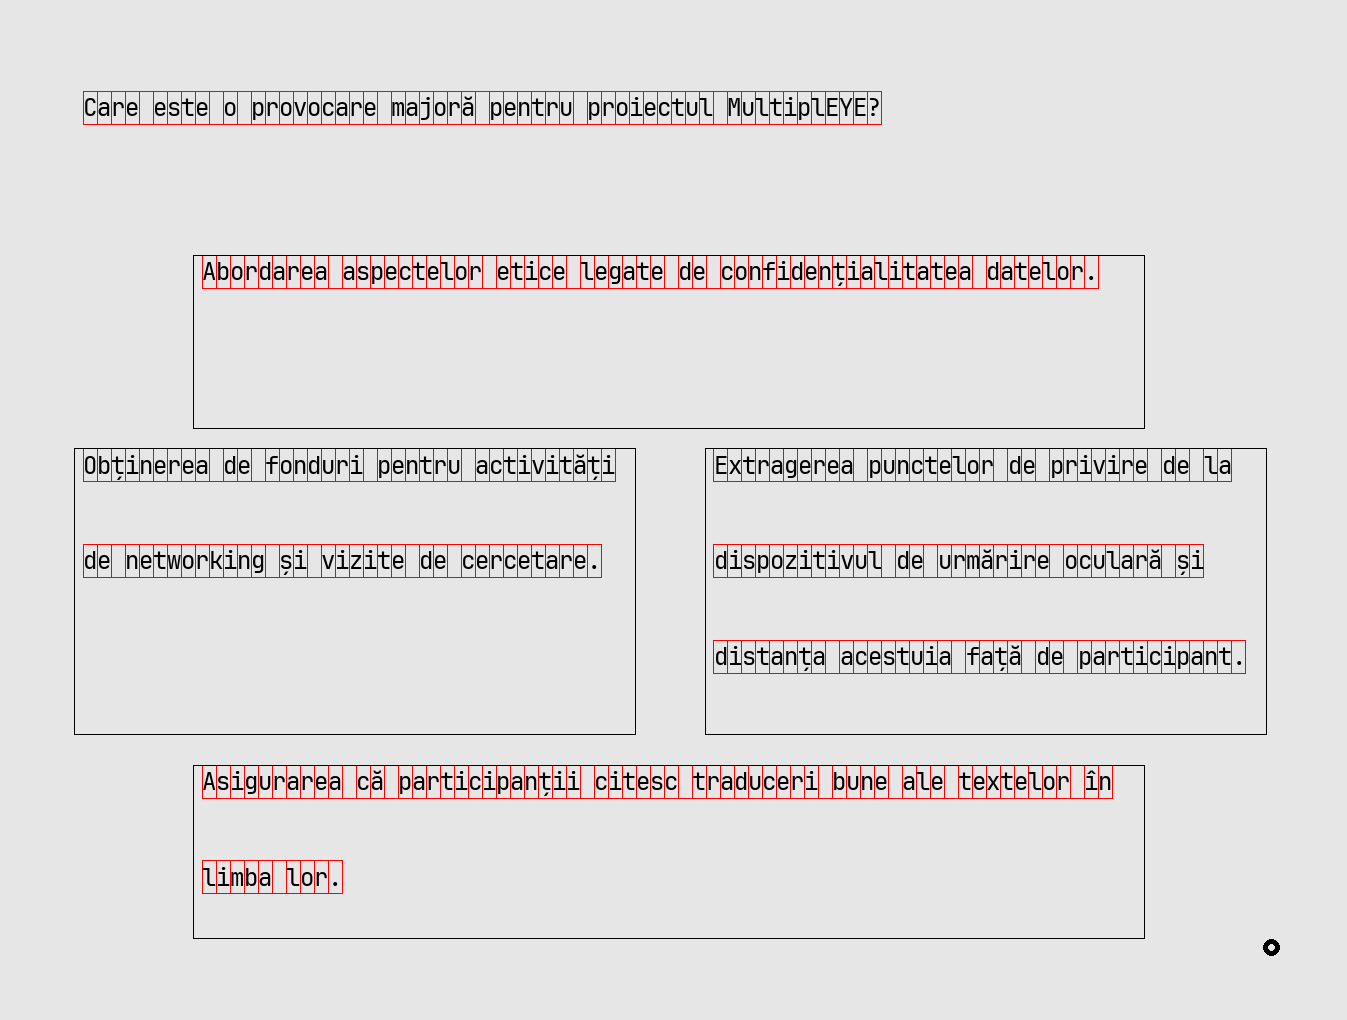 Care este o provocare majoră pentru proiectul MultiplEYE?
Abordarea aspectelor etice legate de confidențialitatea datelor.
Obținerea de fonduri pentru activități
de networking și vizite de cercetare.
Extragerea punctelor de privire de la
dispozitivul de urmărire oculară și
distanța acestuia față de participant.
Asigurarea că participanții citesc traduceri bune ale textelor în
limba lor.